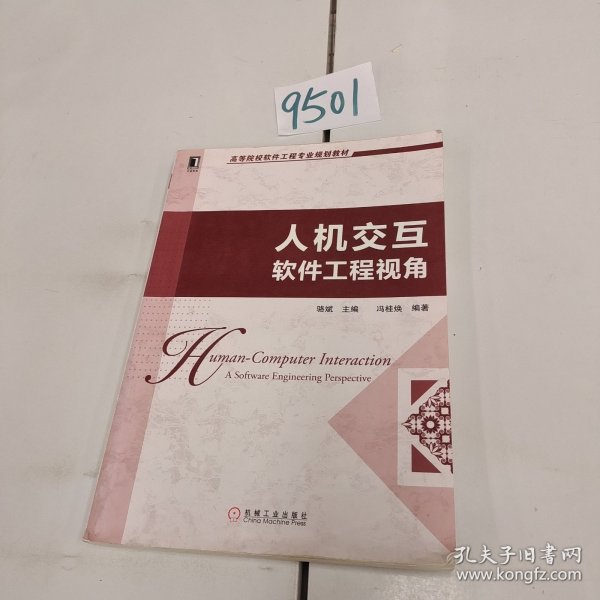 9501
高等院校软件工程专业规划教材
人机交互
软件工程视角
骆斌 主编 冯桂焕 编著
Human-Computer Interaction
A Software Engineering Perspective
机械工业出版社
China Machine Press
孔夫子旧书网
www.kongfz.com